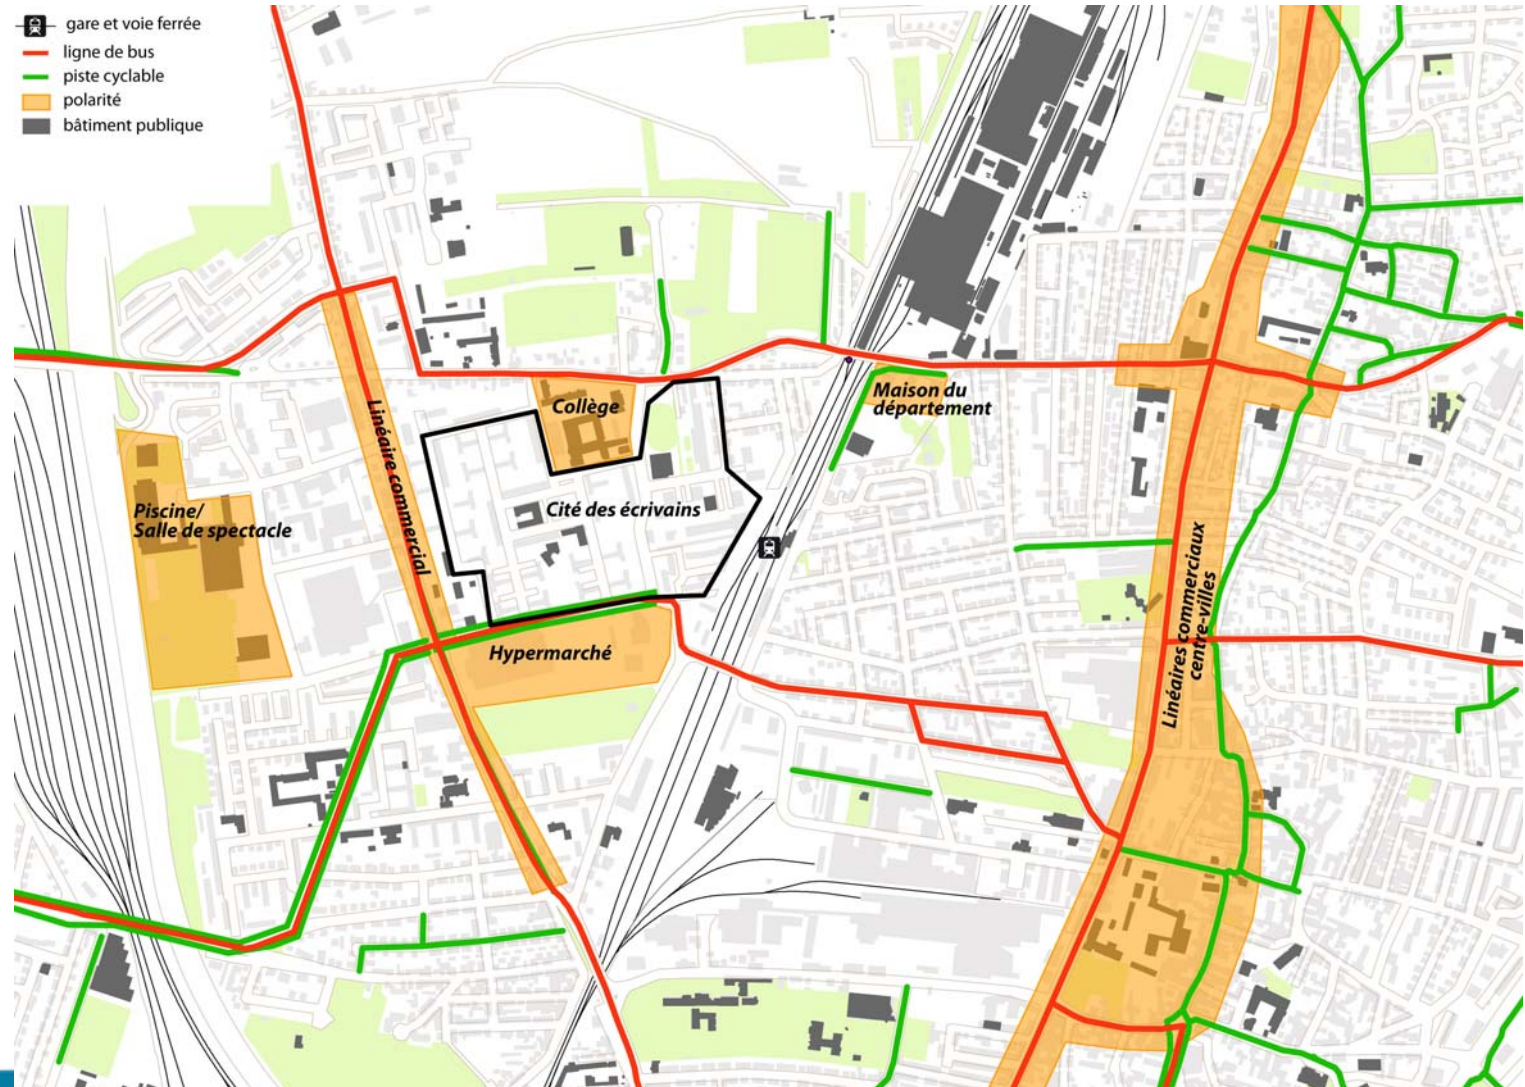 gare et voie ferrée
ligne de bus
piste cyclable
polarité
bâtiment publique
Linéaire commercial
Collège
Maison du
département
Piscine/
Salle de spectacle
Cité des écrivains
Hypermarché
Linéaires commerciaux
centre-villes